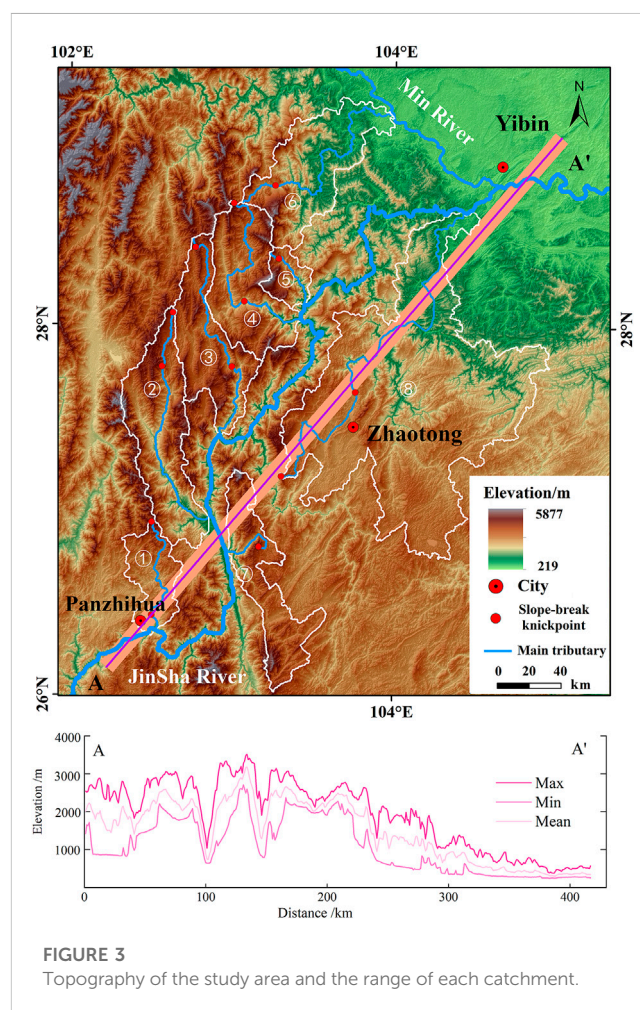 102°E 104°E
Min River
N
Yibin
A'
⑥
⑤
28°N 28°N
④
③
②
⑧
Zhaotong
Elevation/m
5877
219
City
Slope-break
knickpoint
Main tributary
0 20 40
km
①
⑦
Panzhihua
A
JinSha River
26°N
104°E
4000 A A'
Elevation /m
3000 Max
2000 Min
Mean
1000
0 100 200 300 400
Distance /km
FIGURE 3
Topography of the study area and the range of each catchment.